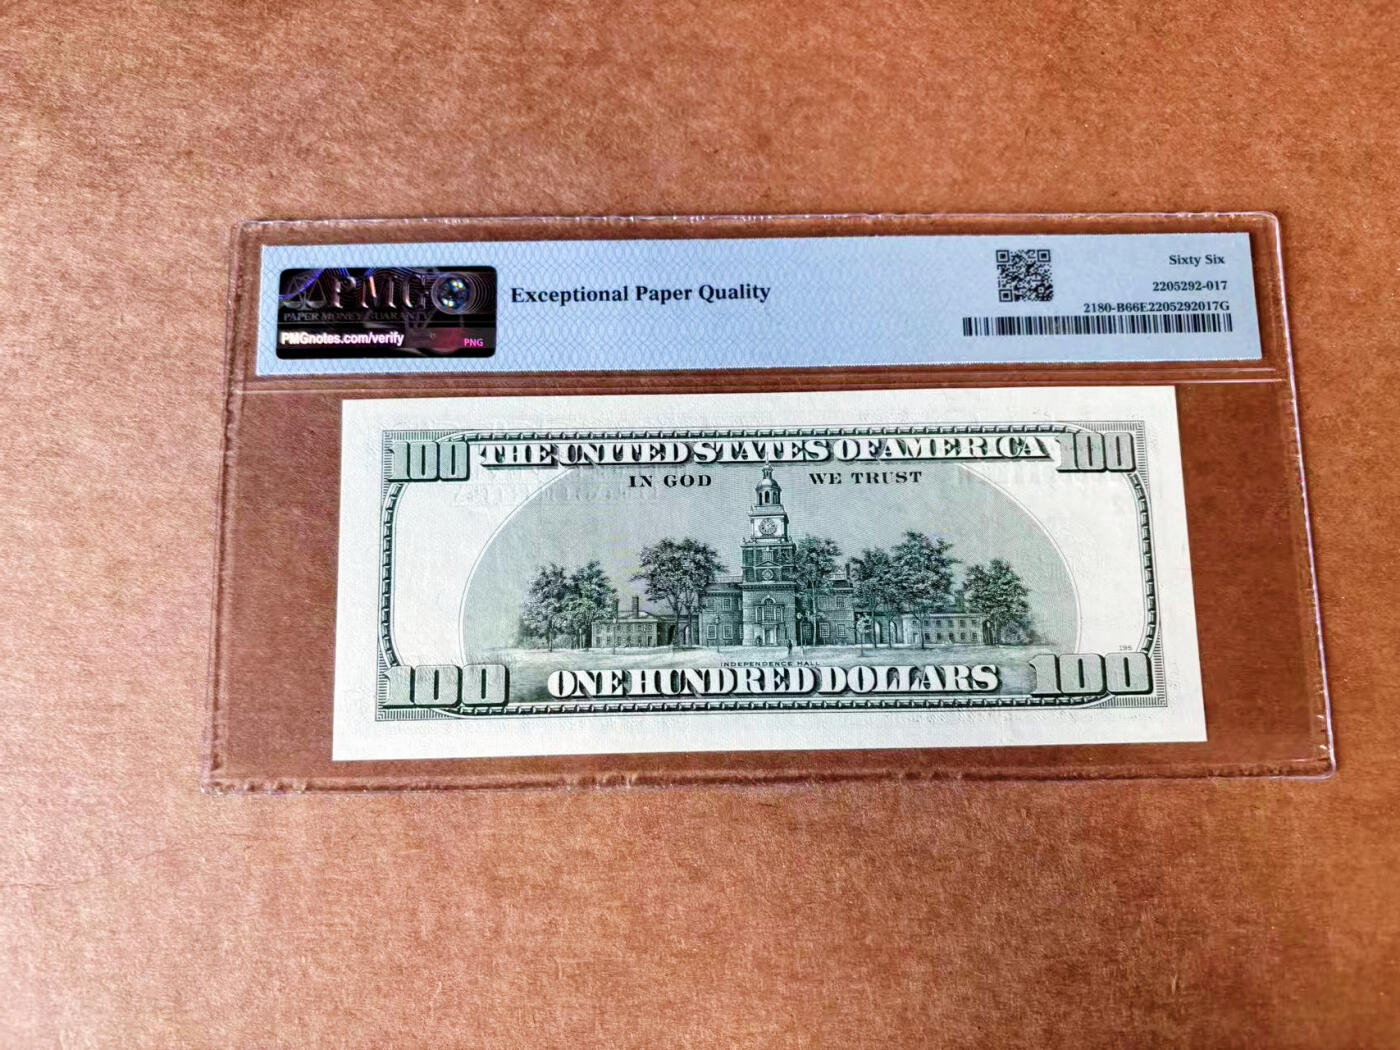 PMG
PAPER MONEY GUARANTY
PMGnotes.com/verify
PNG
Exceptional Paper Quality
Sixty Six
2205292-017
2180-B66E2205292017G
100 THE UNITED STATES OF AMERICA 100
IN GOD WE TRUST
195
INDEPENDENCE HALL
100 ONE HUNDRED DOLLARS 100